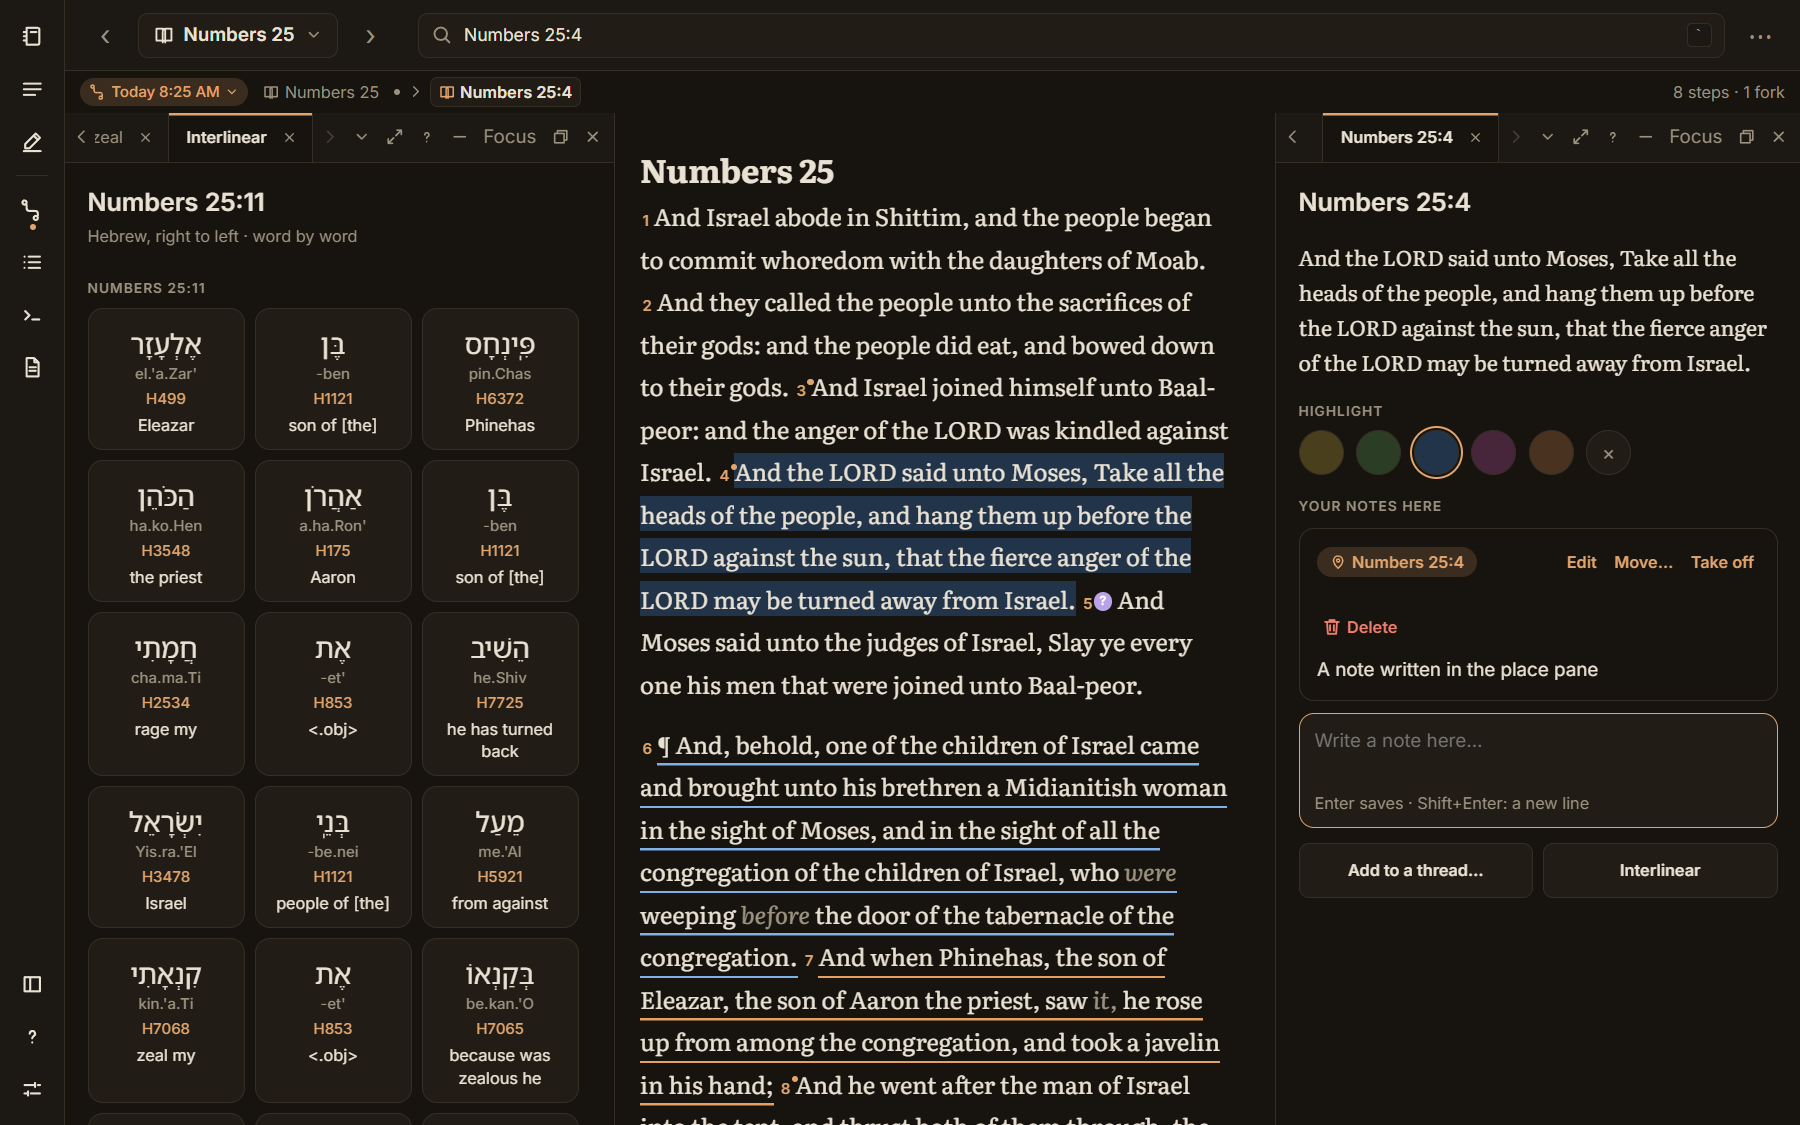 Numbers 25
Numbers 25:4
`
Today 8:25 AM
Numbers 25
Numbers 25:4
8 steps · 1 fork
zeal
Interlinear
? Focus
Numbers 25:11
Hebrew, right to left · word by word
NUMBERS 25:11
אֶלְעָזָר בֶּן פִּינְחָס
el.'a.Zar' -ben pin.Chas
H499 H1121 H6372
Eleazar son of [the] Phinehas
הַכֹּהֵן אַהֲרֹן בֶּן
ha.ko.Hen a.ha.Ron' -ben
H3548 H175 H1121
the priest Aaron son of [the]
חֲמָתִי אֶת הֵשִׁיב
cha.ma.Ti -et' he.Shiv
H2534 H853 H7725
rage my <.obj> he has turned
back
יִשְׂרָאֵל בְּנֵי מֵעַל
Yis.ra.'El -be.nei me.'Al
H3478 H1121 H5921
Israel people of [the] from against
קִנְאָתִי אֶת בְּקַנְאוֹ
kin.'a.Ti -et' be.kan.'O
H7068 H853 H7065
zeal my <.obj> because was
zealous he
Numbers 25
1 And Israel abode in Shittim, and the people began
to commit whoredom with the daughters of Moab.
2 And they called the people unto the sacrifices of
their gods: and the people did eat, and bowed down
to their gods. 3 And Israel joined himself unto Baal-
peor: and the anger of the LORD was kindled against
Israel. 4 And the LORD said unto Moses, Take all the
heads of the people, and hang them up before the
LORD against the sun, that the fierce anger of the
LORD may be turned away from Israel. 5 ? And
Moses said unto the judges of Israel, Slay ye every
one his men that were joined unto Baal-peor.
6 ¶ And, behold, one of the children of Israel came
and brought unto his brethren a Midianitish woman
in the sight of Moses, and in the sight of all the
congregation of the children of Israel, who were
weeping before the door of the tabernacle of the
congregation. 7 And when Phinehas, the son of
Eleazar, the son of Aaron the priest, saw it, he rose
up from among the congregation, and took a javelin
in his hand; 8 And he went after the man of Israel
into the tent, and thrust both of them through, the
Numbers 25:4
? Focus
Numbers 25:4
And the LORD said unto Moses, Take all the
heads of the people, and hang them up before
the LORD against the sun, that the fierce anger
of the LORD may be turned away from Israel.
HIGHLIGHT
YOUR NOTES HERE
Numbers 25:4 Edit Move... Take off
Delete
A note written in the place pane
Write a note here...
Enter saves · Shift+Enter: a new line
Add to a thread... Interlinear
?